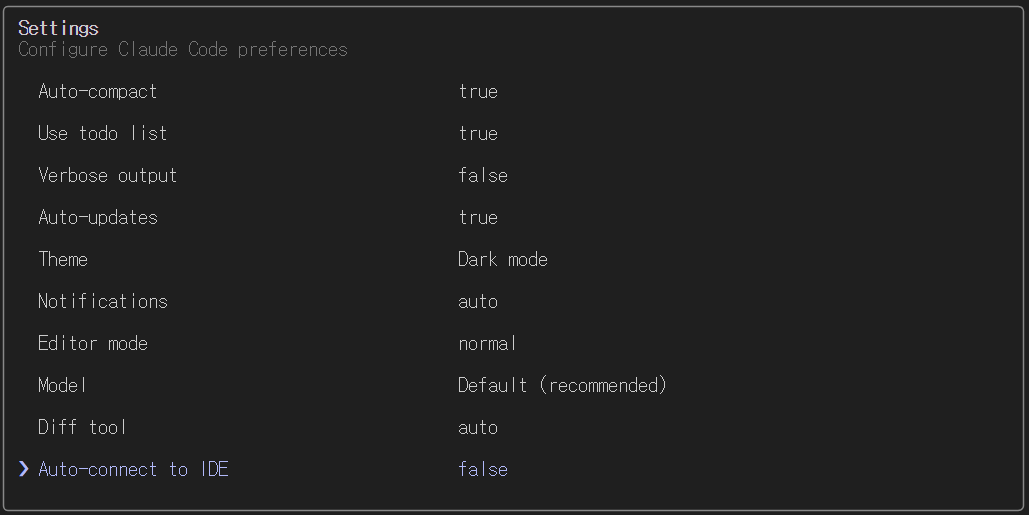 Settings
Configure Claude Code preferences
Auto-compact true
Use todo list true
Verbose output false
Auto-updates true
Theme Dark mode
Notifications auto
Editor mode normal
Model Default (recommended)
Diff tool auto
❯ Auto-connect to IDE false